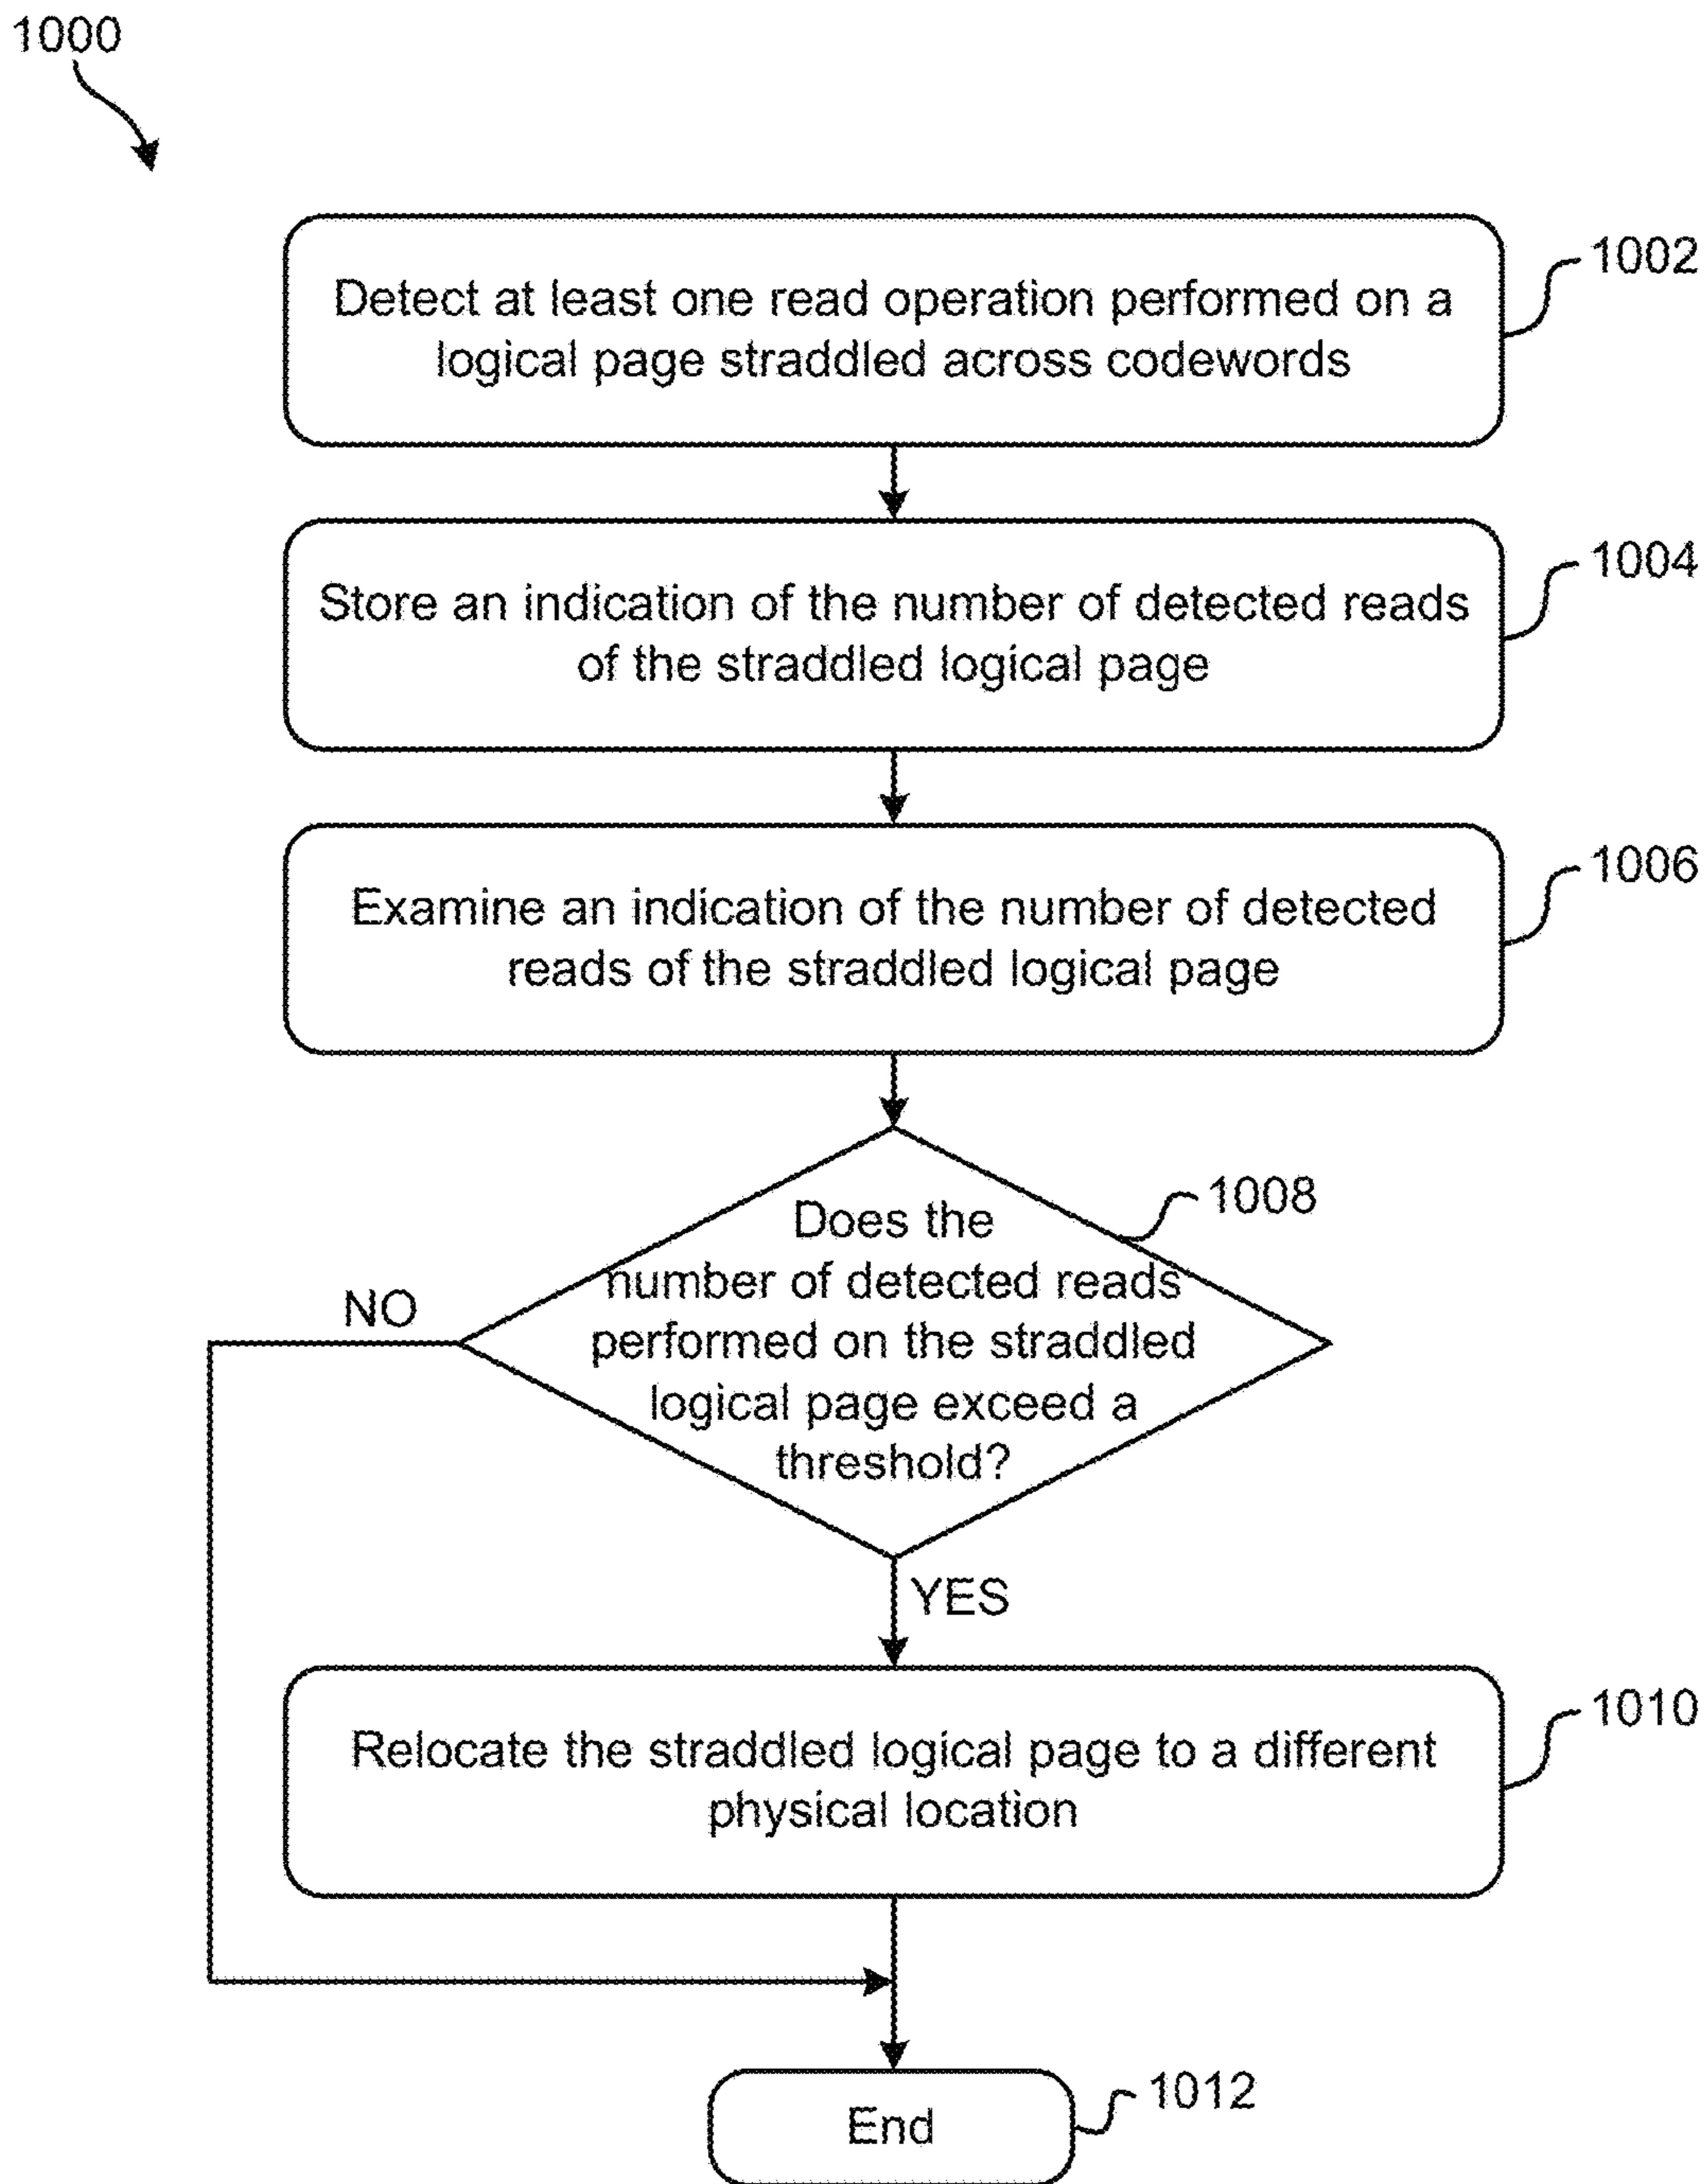 1000
Detect at least one read operation performed on a
logical page straddled across codewords
1002
Store an indication of the number of detected reads
of the straddled logical page
1004
Examine an indication of the number of detected
reads of the straddled logical page
1006
Does the
number of detected reads
performed on the straddled
logical page exceed a
threshold?
1008
NO
YES
Relocate the straddled logical page to a different
physical location
1010
End
1012